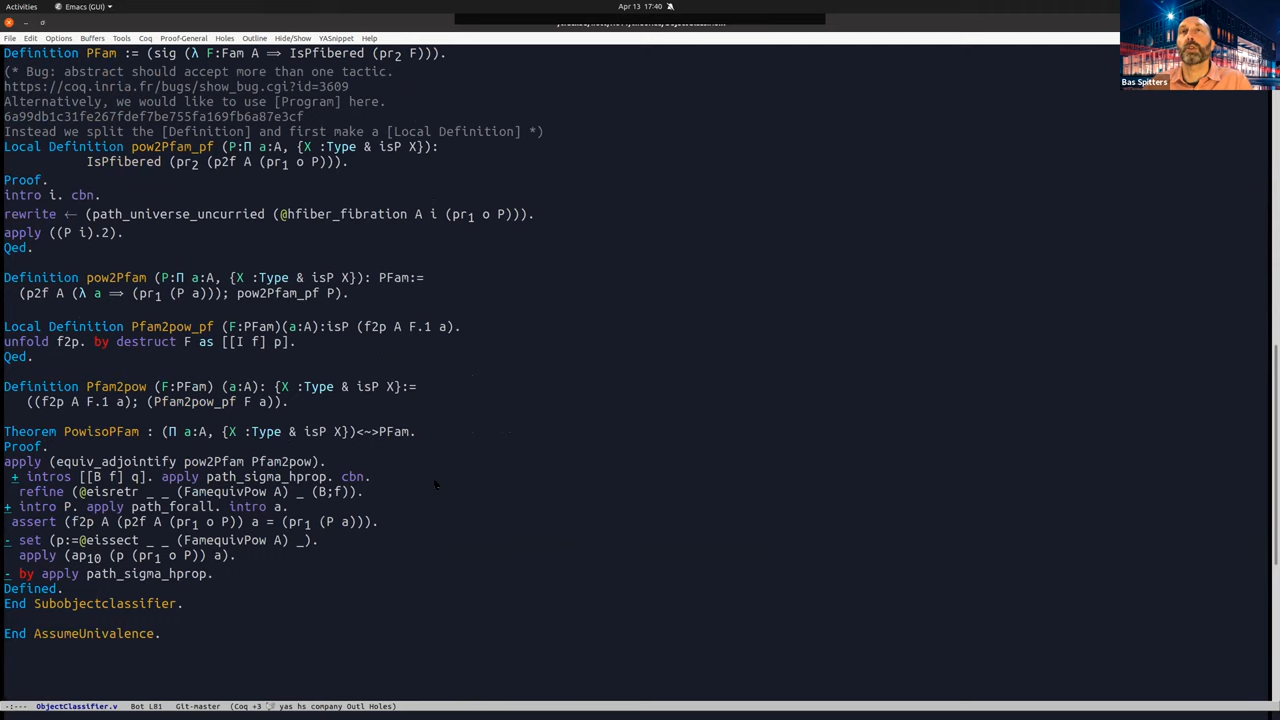 Activities
Emacs (GUI)
Apr 13 17:40
File Edit Options Buffers Tools Coq Proof-General Holes Outline Hide/Show YASnippet Help
Bas Spitters
Definition PFam := (sig (λ F:Fam A ⟹ IsPfibered (pr₂ F))).
(* Bug: abstract should accept more than one tactic.
https://coq.inria.fr/bugs/show_bug.cgi?id=3609
Alternatively, we would like to use [Program] here.
6a99db1c31fe267fdef7be755fa169fb6a87e3cf
Instead we split the [Definition] and first make a [Local Definition] *)
Local Definition pow2Pfam_pf (P:Π a:A, {X :Type & isP X}):
IsPfibered (pr₂ (p2f A (pr₁ o P))).
Proof.
intro i. cbn.
rewrite ← (path_universe_uncurried (@hfiber_fibration A i (pr₁ o P))).
apply ((P i).2).
Qed.
Definition pow2Pfam (P:Π a:A, {X :Type & isP X}): PFam:=
(p2f A (λ a ⟹ (pr₁ (P a))); pow2Pfam_pf P).
Local Definition Pfam2pow_pf (F:PFam)(a:A):isP (f2p A F.1 a).
unfold f2p. by destruct F as [[I f] p].
Qed.
Definition Pfam2pow (F:PFam) (a:A): {X :Type & isP X}:=
((f2p A F.1 a); (Pfam2pow_pf F a)).
Theorem PowisoPFam : (Π a:A, {X :Type & isP X})<~>PFam.
Proof.
apply (equiv_adjointify pow2Pfam Pfam2pow).
+ intros [[B f] q]. apply path_sigma_hprop. cbn.
refine (@eisretr _ _ (FamequivPow A) _ (B;f)).
+ intro P. apply path_forall. intro a.
assert (f2p A (p2f A (pr₁ o P)) a = (pr₁ (P a))).
- set (p:=@eissect _ _ (FamequivPow A) _).
apply (ap₁₀ (p (pr₁ o P)) a).
- by apply path_sigma_hprop.
Defined.
End Subobjectclassifier.
End AssumeUnivalence.
-:--- ObjectClassifier.v Bot L81 Git-master (Coq +3 yas hs company Outl Holes)